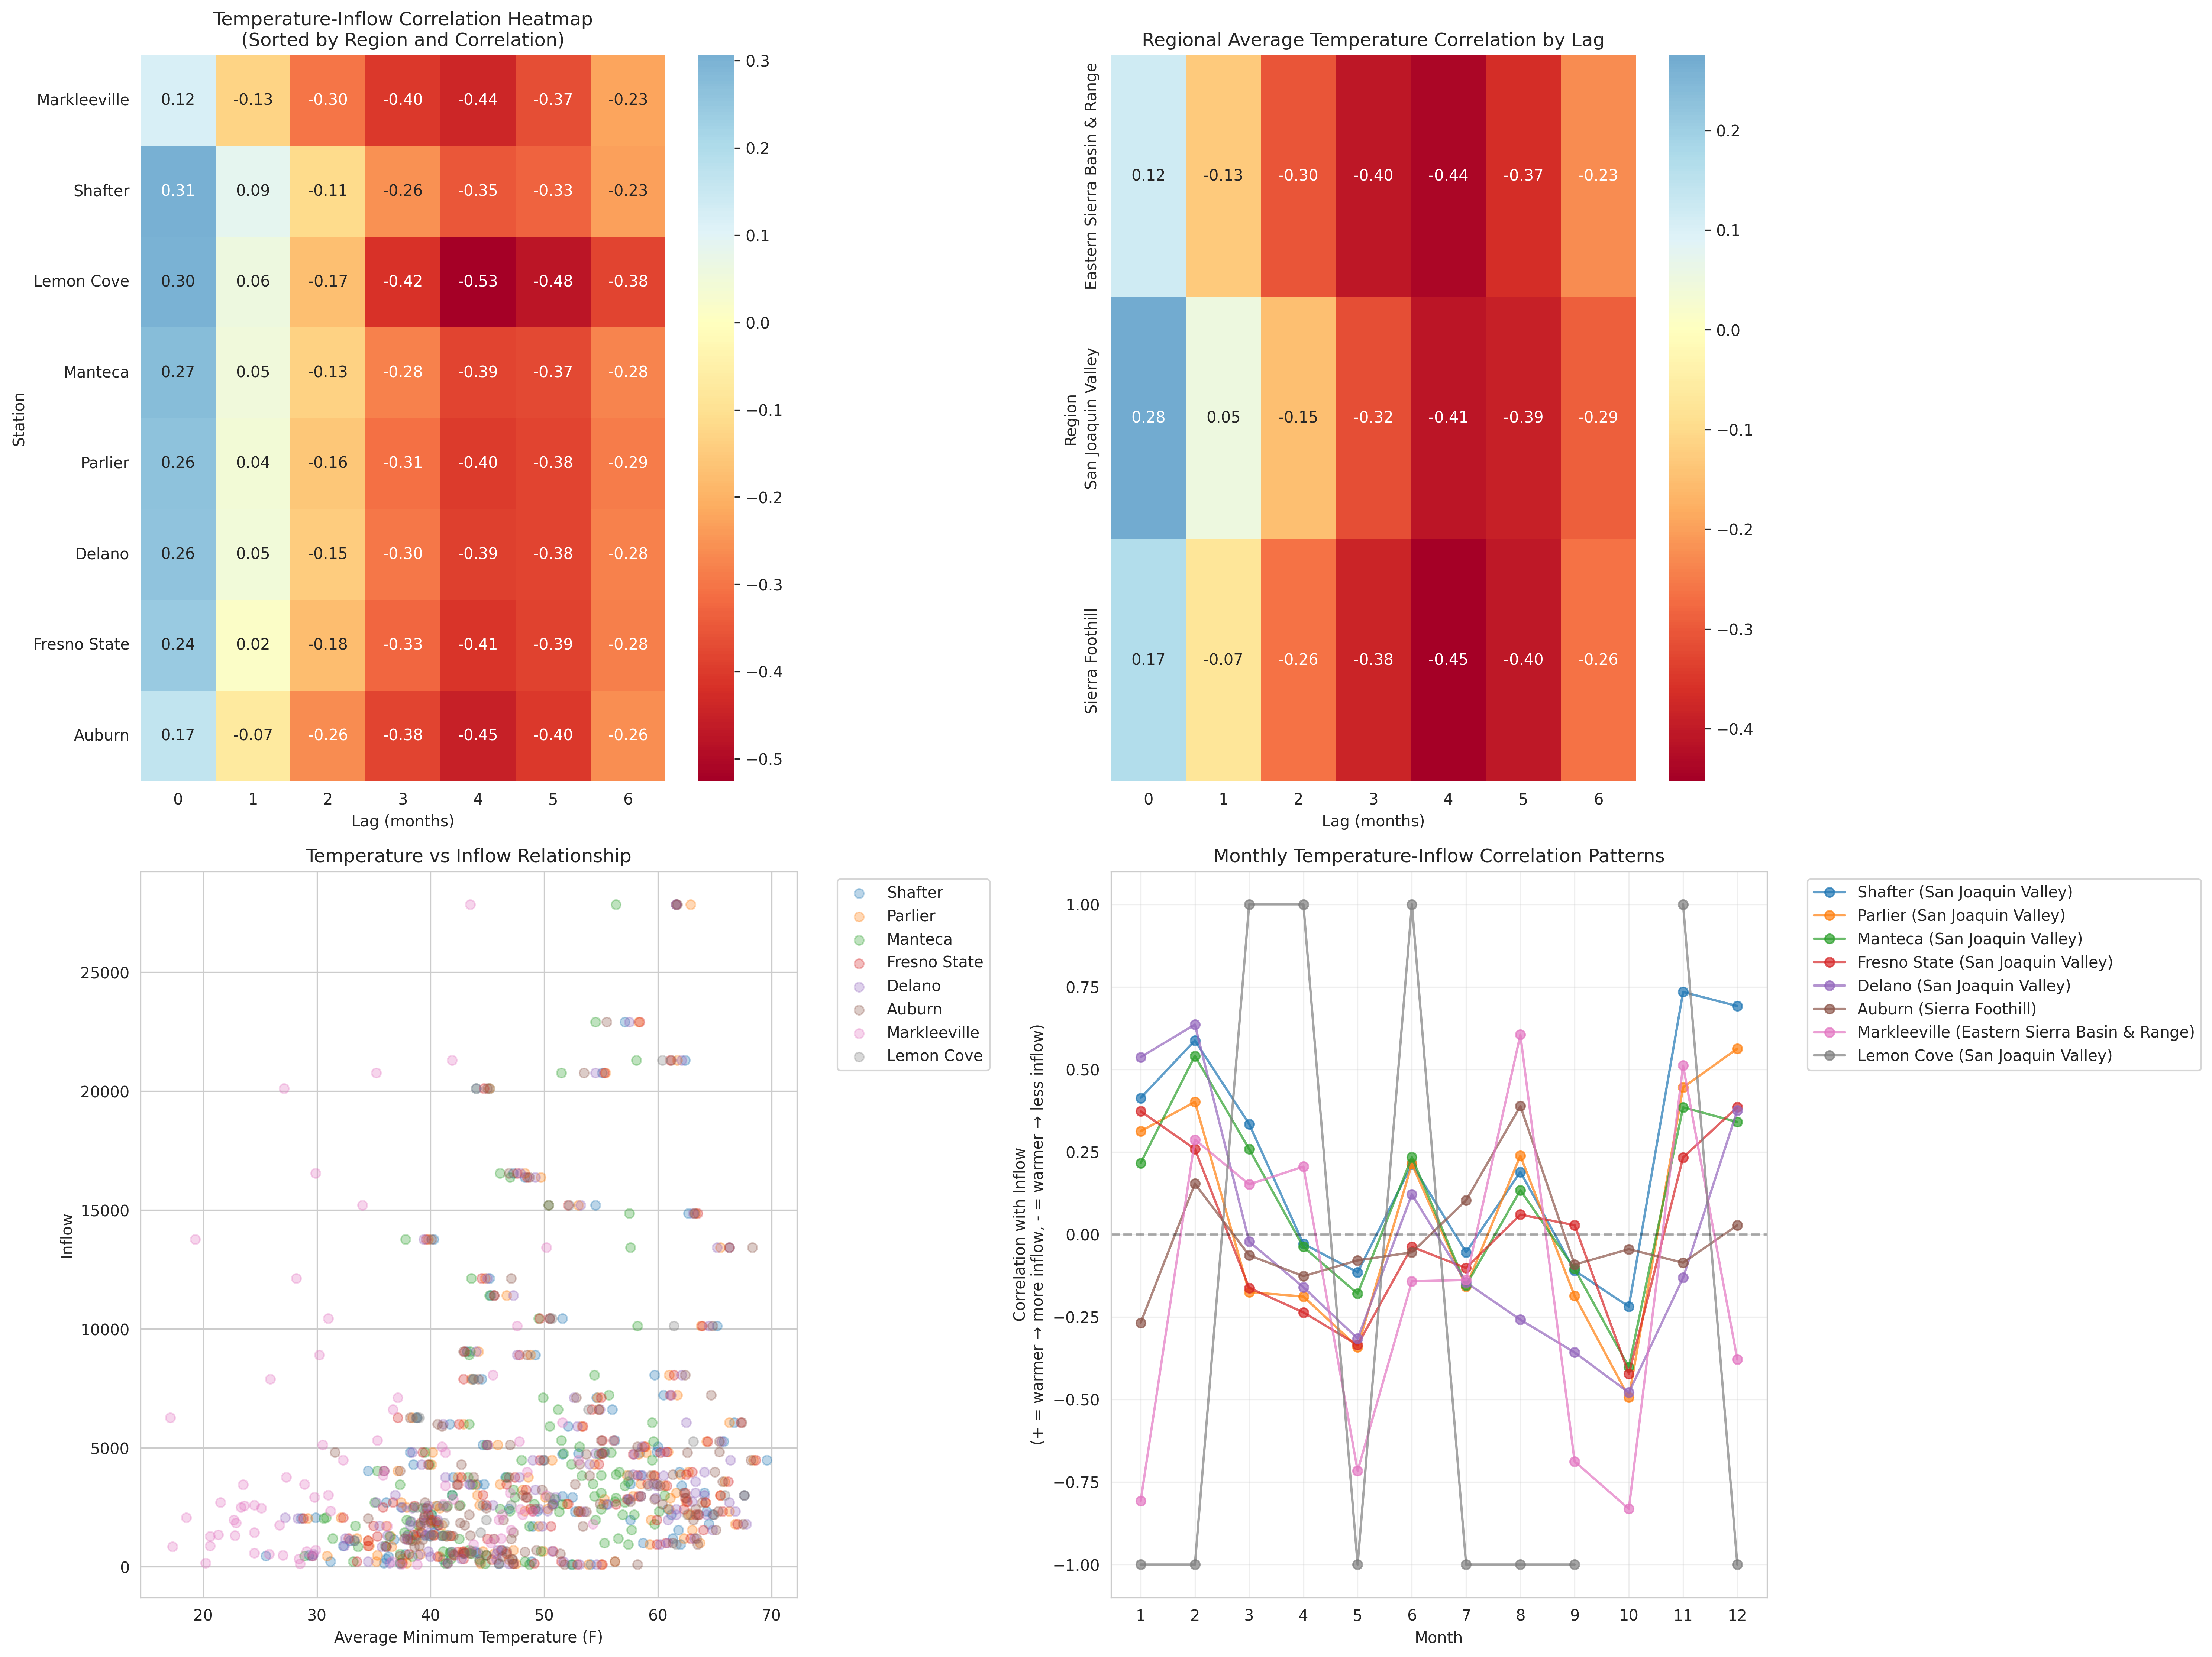 Temperature-Inflow Correlation Heatmap
(Sorted by Region and Correlation)
Station
Markleeville 0.12 -0.13 -0.30 -0.40 -0.44 -0.37 -0.23
Shafter 0.31 0.09 -0.11 -0.26 -0.35 -0.33 -0.23
Lemon Cove 0.30 0.06 -0.17 -0.42 -0.53 -0.48 -0.38
Manteca 0.27 0.05 -0.13 -0.28 -0.39 -0.37 -0.28
Parlier 0.26 0.04 -0.16 -0.31 -0.40 -0.38 -0.29
Delano 0.26 0.05 -0.15 -0.30 -0.39 -0.38 -0.28
Fresno State 0.24 0.02 -0.18 -0.33 -0.41 -0.39 -0.28
Auburn 0.17 -0.07 -0.26 -0.38 -0.45 -0.40 -0.26
0 1 2 3 4 5 6
Lag (months)
0.3
0.2
0.1
0.0
−0.1
−0.2
−0.3
−0.4
−0.5
Regional Average Temperature Correlation by Lag
Region
Eastern Sierra Basin & Range
0.12 -0.13 -0.30 -0.40 -0.44 -0.37 -0.23
San Joaquin Valley
0.28 0.05 -0.15 -0.32 -0.41 -0.39 -0.29
Sierra Foothill
0.17 -0.07 -0.26 -0.38 -0.45 -0.40 -0.26
0 1 2 3 4 5 6
Lag (months)
0.2
0.1
0.0
−0.1
−0.2
−0.3
−0.4
Temperature vs Inflow Relationship
Inflow
25000
20000
15000
10000
5000
0
20 30 40 50 60 70
Average Minimum Temperature (F)
Shafter
Parlier
Manteca
Fresno State
Delano
Auburn
Markleeville
Lemon Cove
Monthly Temperature-Inflow Correlation Patterns
Correlation with Inflow
(+ = warmer → more inflow, - = warmer → less inflow)
1.00
0.75
0.50
0.25
0.00
−0.25
−0.50
−0.75
−1.00
1 2 3 4 5 6 7 8 9 10 11 12
Month
Shafter (San Joaquin Valley)
Parlier (San Joaquin Valley)
Manteca (San Joaquin Valley)
Fresno State (San Joaquin Valley)
Delano (San Joaquin Valley)
Auburn (Sierra Foothill)
Markleeville (Eastern Sierra Basin & Range)
Lemon Cove (San Joaquin Valley)